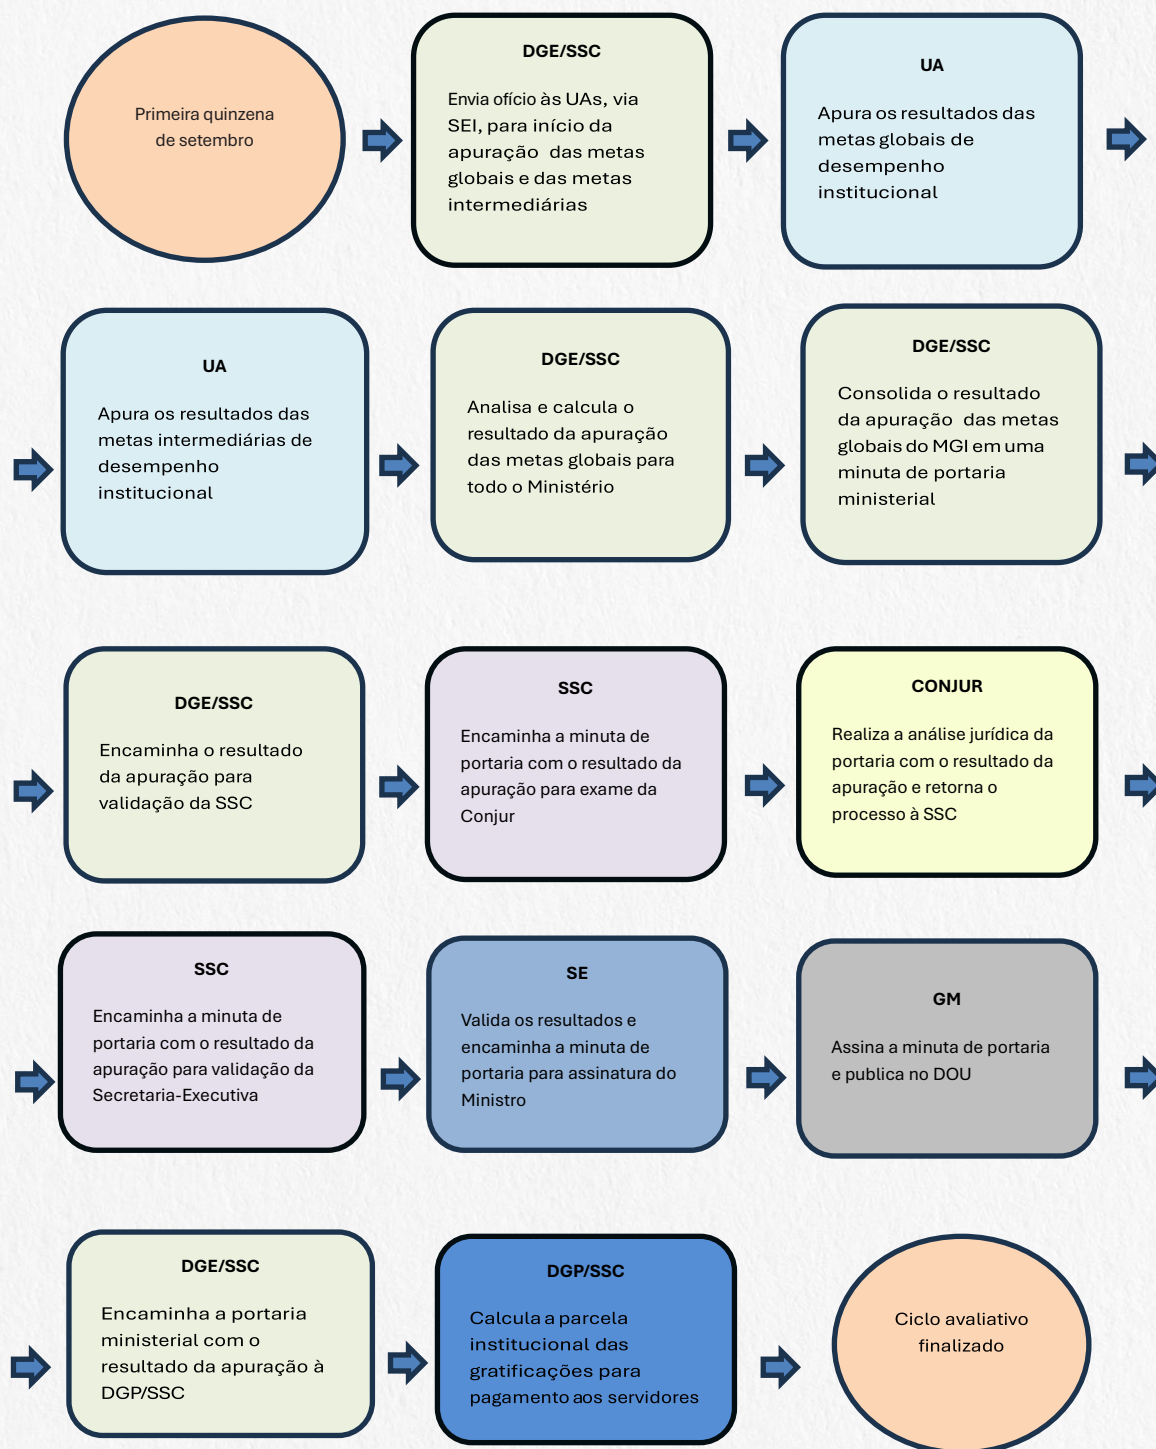 Primeira quinzena
de setembro
DGE/SSC
Envia ofício às UAs, via
SEI, para início da
apuração das metas
globais e das metas
intermediárias
UA
Apura os resultados das
metas globais de
desempenho
institucional
UA
Apura os resultados das
metas intermediárias de
desempenho
institucional
DGE/SSC
Analisa e calcula o
resultado da apuração
das metas globais para
todo o Ministério
DGE/SSC
Consolida o resultado
da apuração das metas
globais do MGI em uma
minuta de portaria
ministerial
DGE/SSC
Encaminha o resultado
da apuração para
validação da SSC
SSC
Encaminha a minuta de
portaria com o resultado da
apuração para exame da
Conjur
CONJUR
Realiza a análise jurídica da
portaria com o resultado da
apuração e retorna o
processo à SSC
SSC
Encaminha a minuta de
portaria com o resultado da
apuração para validação da
Secretaria-Executiva
SE
Valida os resultados e
encaminha a minuta de
portaria para assinatura do
Ministro
GM
Assina a minuta de portaria
e publica no DOU
DGE/SSC
Encaminha a portaria
ministerial com o
resultado da apuração à
DGP/SSC
DGP/SSC
Calcula a parcela
institucional das
gratificações para
pagamento aos servidores
Ciclo avaliativo
finalizado